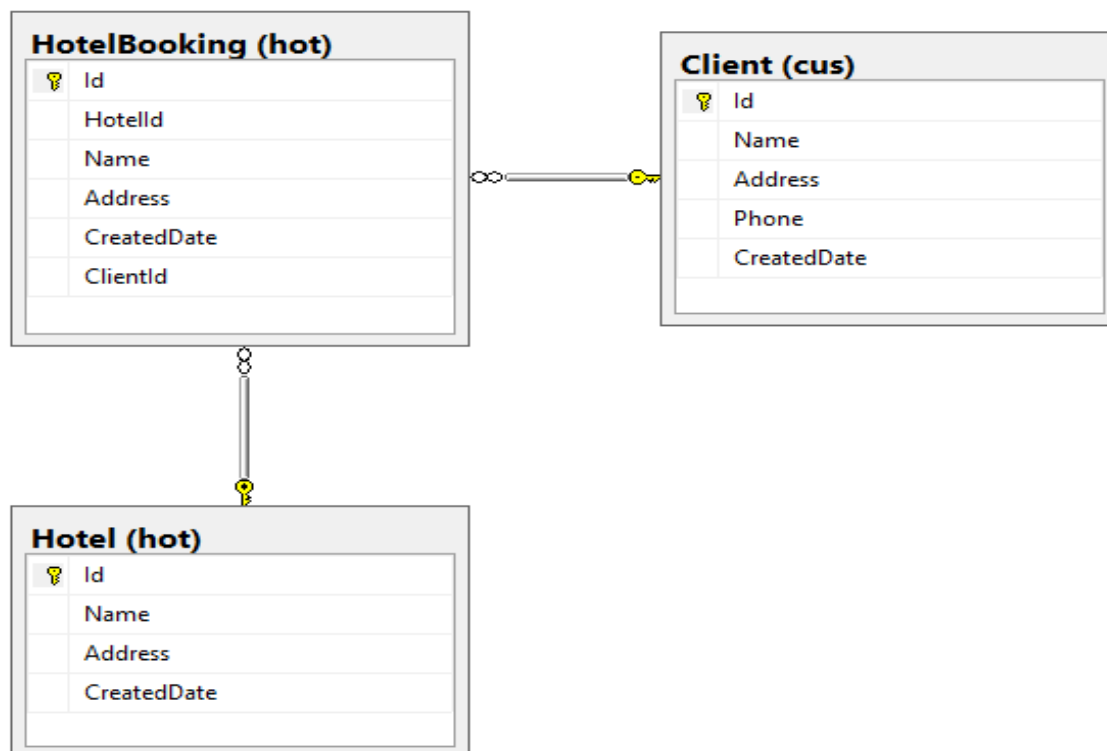 HotelBooking (hot)
Id
HotelId
Name
Address
CreatedDate
ClientId
Client (cus)
Id
Name
Address
Phone
CreatedDate
Hotel (hot)
Id
Name
Address
CreatedDate